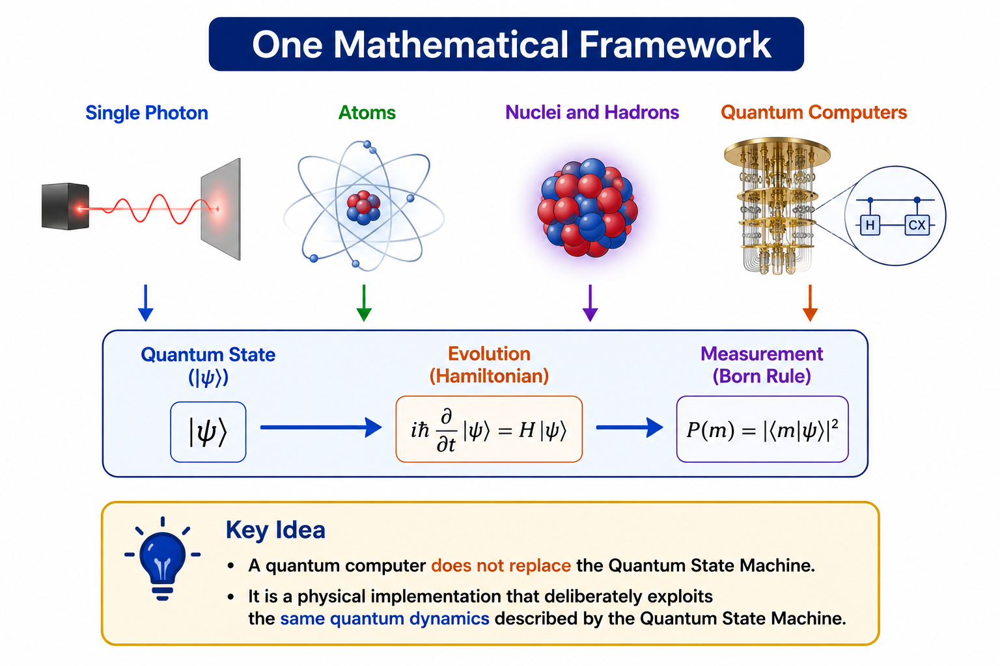 One Mathematical Framework
Single Photon
Atoms
Nuclei and Hadrons
Quantum Computers
H
CX
Quantum State
(|ψ⟩)
|ψ⟩
Evolution
(Hamiltonian)
iħ ∂/∂t |ψ⟩ = H |ψ⟩
Measurement
(Born Rule)
P(m) = |⟨m|ψ⟩|²
Key Idea
• A quantum computer does not replace the Quantum State Machine.
• It is a physical implementation that deliberately exploits
the same quantum dynamics described by the Quantum State Machine.